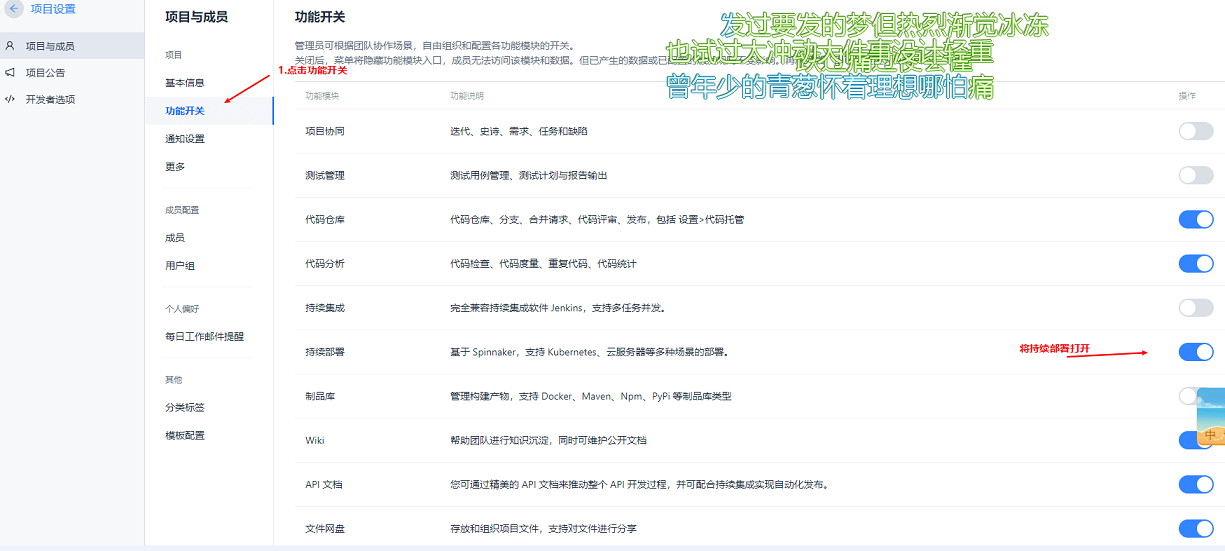 项目设置
项目与成员
项目公告
开发者选项
项目与成员
项目
基本信息
功能开关
通知设置
更多
成员配置
成员
用户组
个人偏好
每日工作邮件提醒
其他
分类标签
模板配置
1.点击功能开关
功能开关
发过要发的梦但热烈渐觉冰冻
也试过太冲动大件事设计轻重
曾年少的青葱怀着理想哪怕痛
管理员可根据团队协作场景，自由组织和配置各功能模块的开关。
关闭后，菜单将隐藏功能模块入口，成员无法访问该模块和数据。但已产生的数据或已
功能模块 功能说明 操作
项目协同 迭代、史诗、需求、任务和缺陷
测试管理 测试用例管理、测试计划与报告输出
代码仓库 代码仓库、分支、合并请求、代码评审、发布，包括 设置>代码托管
代码分析 代码检查、代码度量、重复代码、代码统计
持续集成 完全兼容持续集成软件 Jenkins，支持多任务并发。
持续部署 基于 Spinnaker，支持 Kubernetes、云服务器等多种场景的部署。
将持续部署打开
制品库 管理构建产物，支持 Docker、Maven、Npm、PyPi 等制品库类型
Wiki 帮助团队进行知识沉淀，同时可维护公开文档
中
API 文档 您可通过精美的 API 文档来推动整个 API 开发过程，并可配合持续集成实现自动化发布。
文件网盘 存放和组织项目文件，支持对文件进行分享